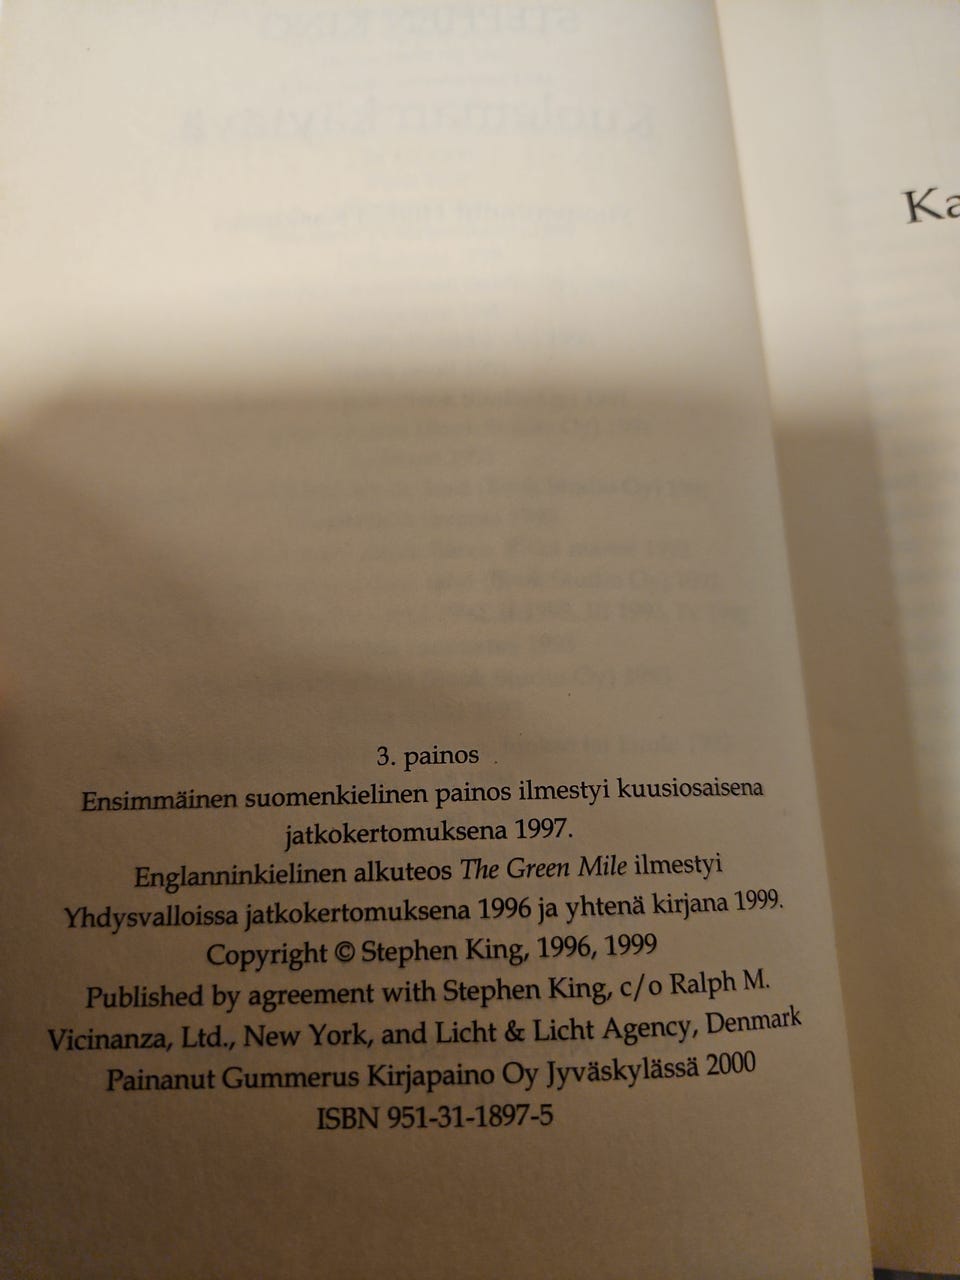 Ka
3. painos
Ensimmäinen suomenkielinen painos ilmestyi kuusiosaisena
jatkokertomuksena 1997.
Englanninkielinen alkuteos The Green Mile ilmestyi
Yhdysvalloissa jatkokertomuksena 1996 ja yhtenä kirjana 1999.
Copyright © Stephen King, 1996, 1999
Published by agreement with Stephen King, c/o Ralph M.
Vicinanza, Ltd., New York, and Licht & Licht Agency, Denmark
Painanut Gummerus Kirjapaino Oy Jyväskylässä 2000
ISBN 951-31-1897-5